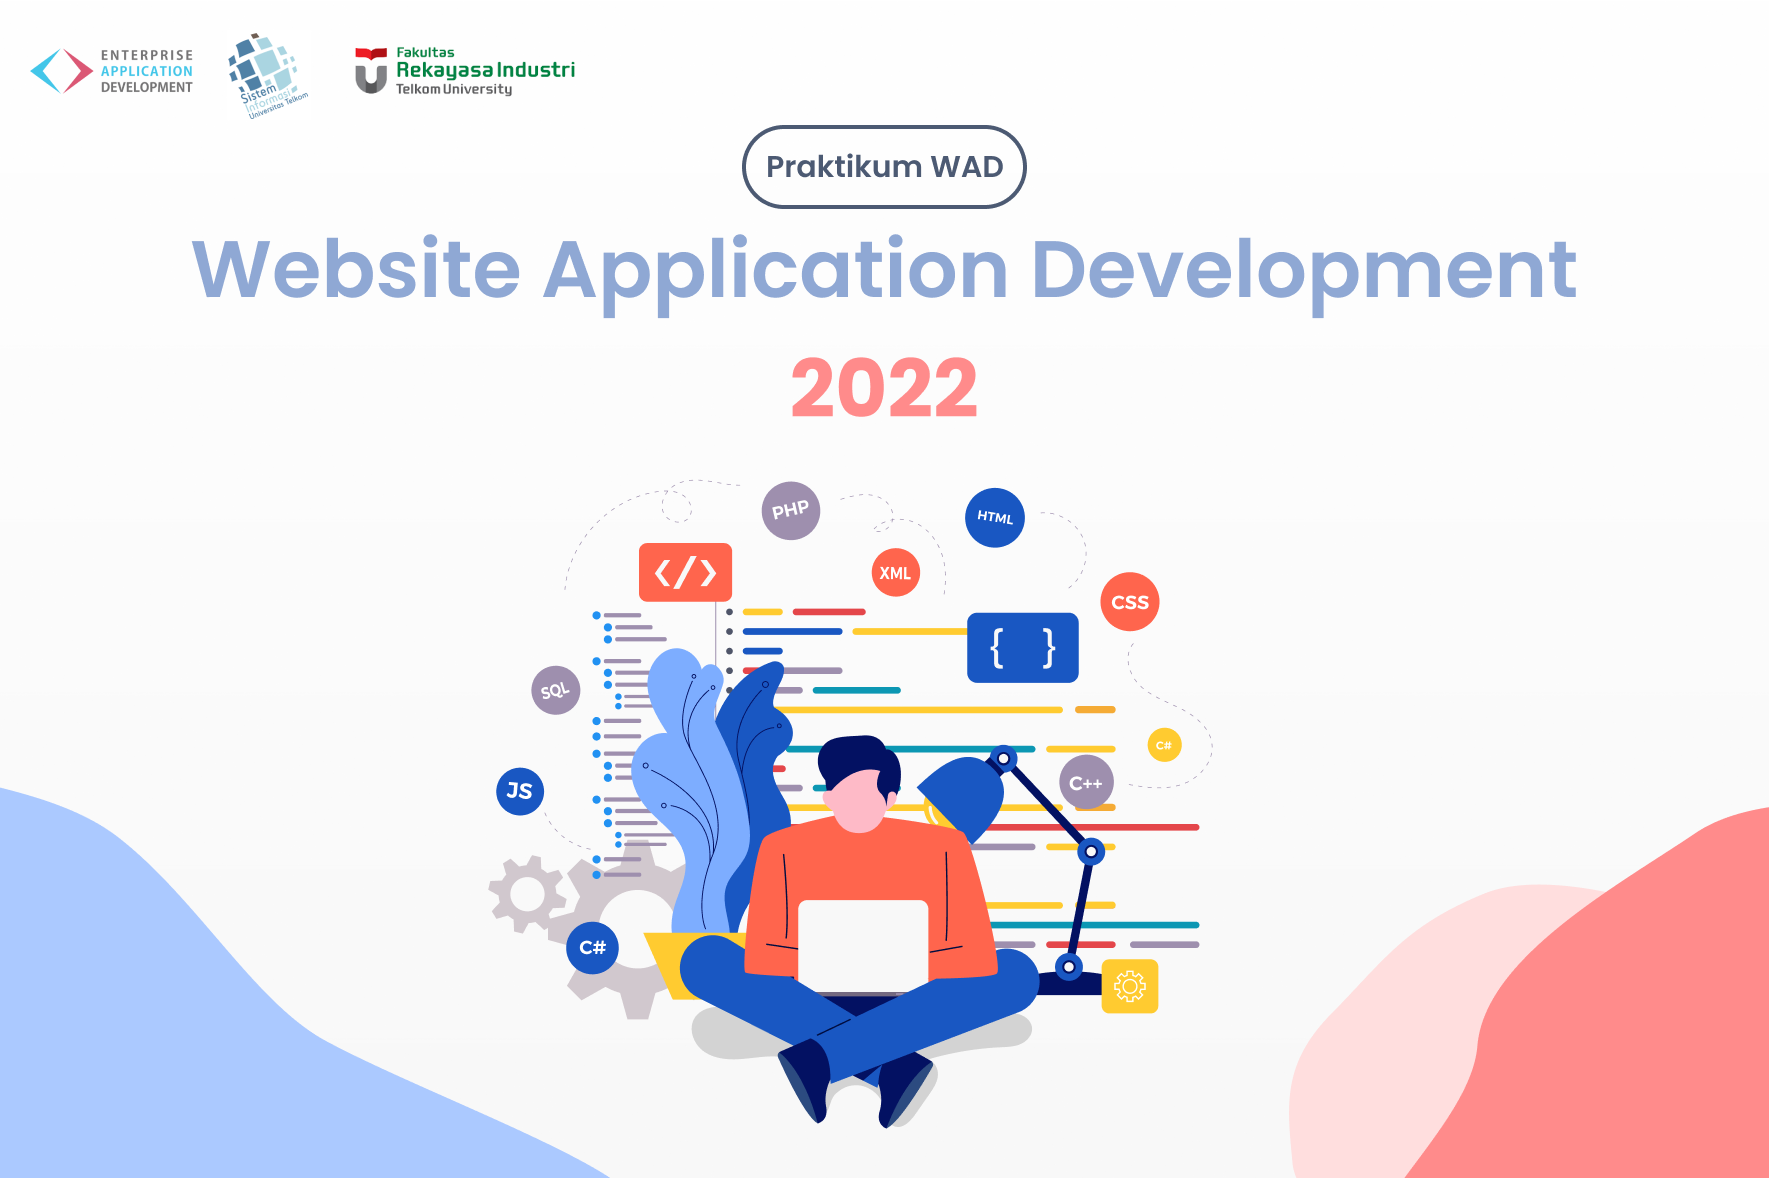 ENTERPRISE
APPLICATION
DEVELOPMENT
Sistem
Informasi
Universitas Telkom
Fakultas
Rekayasa Industri
Telkom University
Praktikum WAD
Website Application Development
2022
PHP
HTML
XML
</>
CSS
{ }
SQL
C#
C++
JS
C#